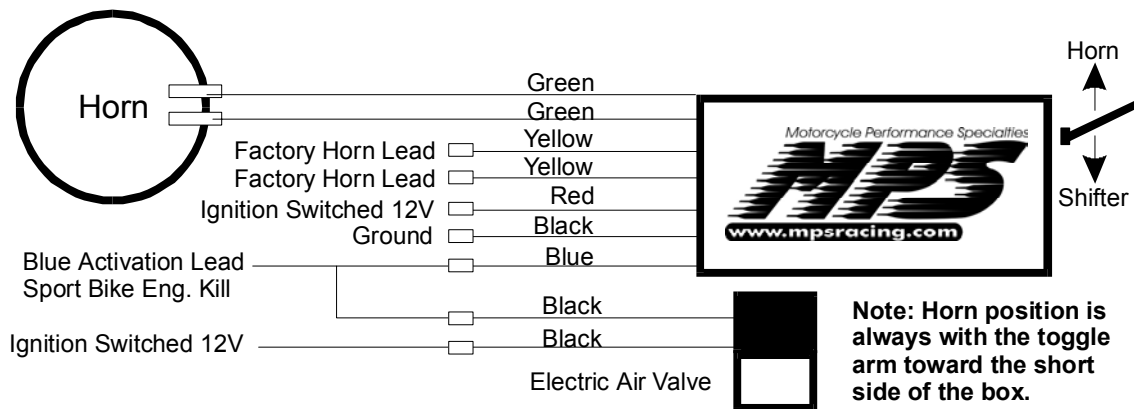 Horn
Green
Green
Factory Horn Lead
Yellow
Factory Horn Lead
Yellow
Ignition Switched 12V
Red
Ground
Black
Blue Activation Lead
Sport Bike Eng. Kill
Blue
Black
Ignition Switched 12V
Black
Electric Air Valve
Motorcycle Performance Specialties
MPS
www.mpsracing.com
Horn
Shifter
Note: Horn position is
always with the toggle
arm toward the short
side of the box.